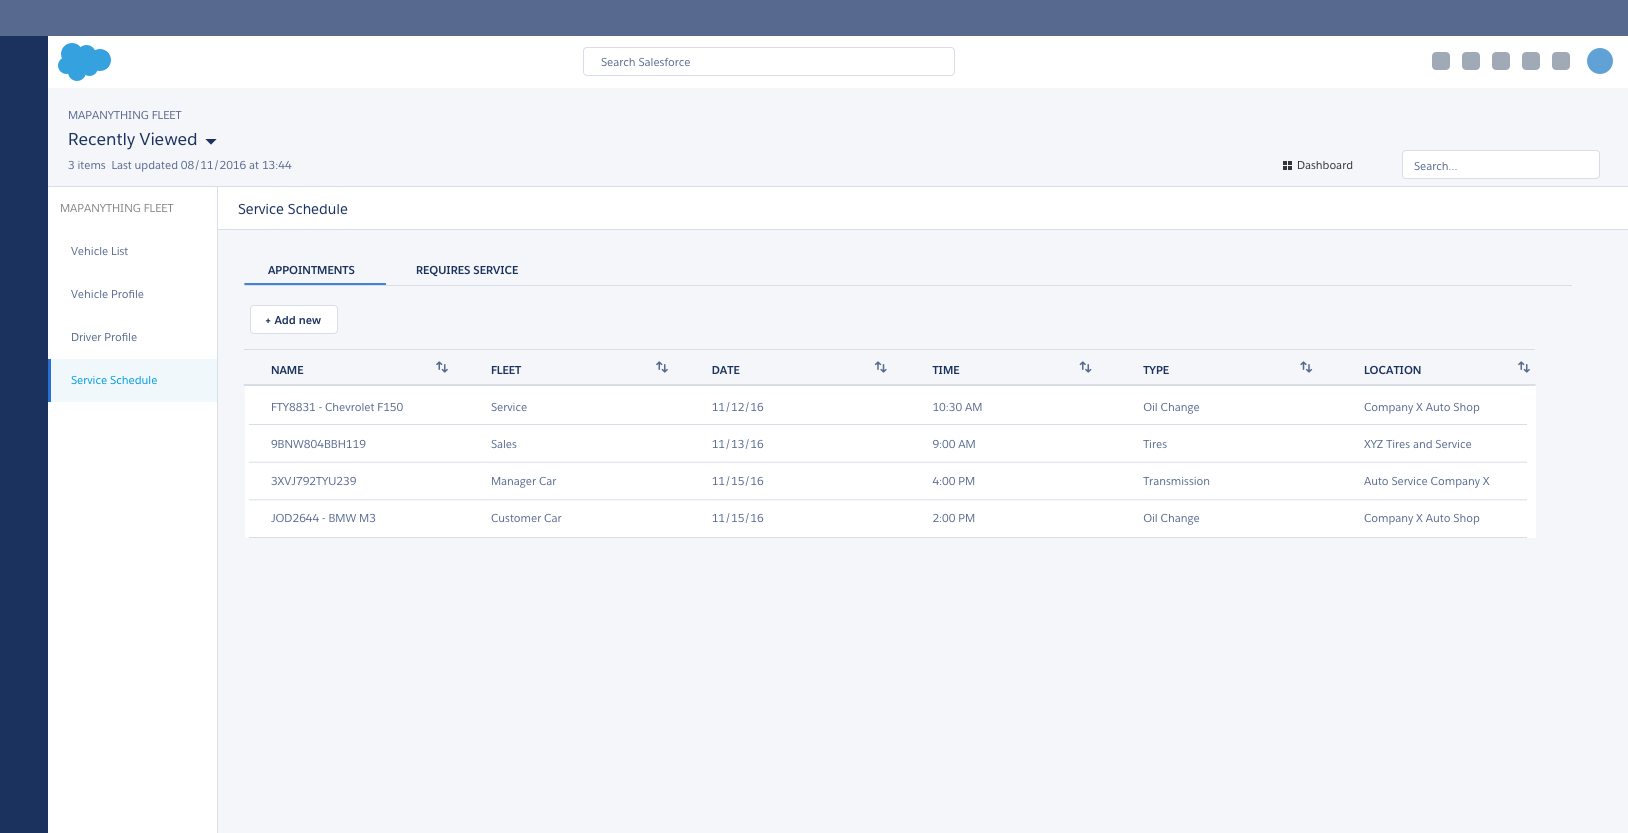 Search Salesforce
MAPANYTHING FLEET
Recently Viewed
3 items Last updated 08/11/2016 at 13:44
Dashboard
Search...
MAPANYTHING FLEET
Vehicle List
Vehicle Profile
Driver Profile
Service Schedule
Service Schedule
APPOINTMENTS REQUIRES SERVICE
+ Add new
NAME FLEET DATE TIME TYPE LOCATION
FTY8831 - Chevrolet F150 Service 11/12/16 10:30 AM Oil Change Company X Auto Shop
9BNW804BBH119 Sales 11/13/16 9:00 AM Tires XYZ Tires and Service
3XVJ792TYU239 Manager Car 11/15/16 4:00 PM Transmission Auto Service Company X
JOD2644 - BMW M3 Customer Car 11/15/16 2:00 PM Oil Change Company X Auto Shop